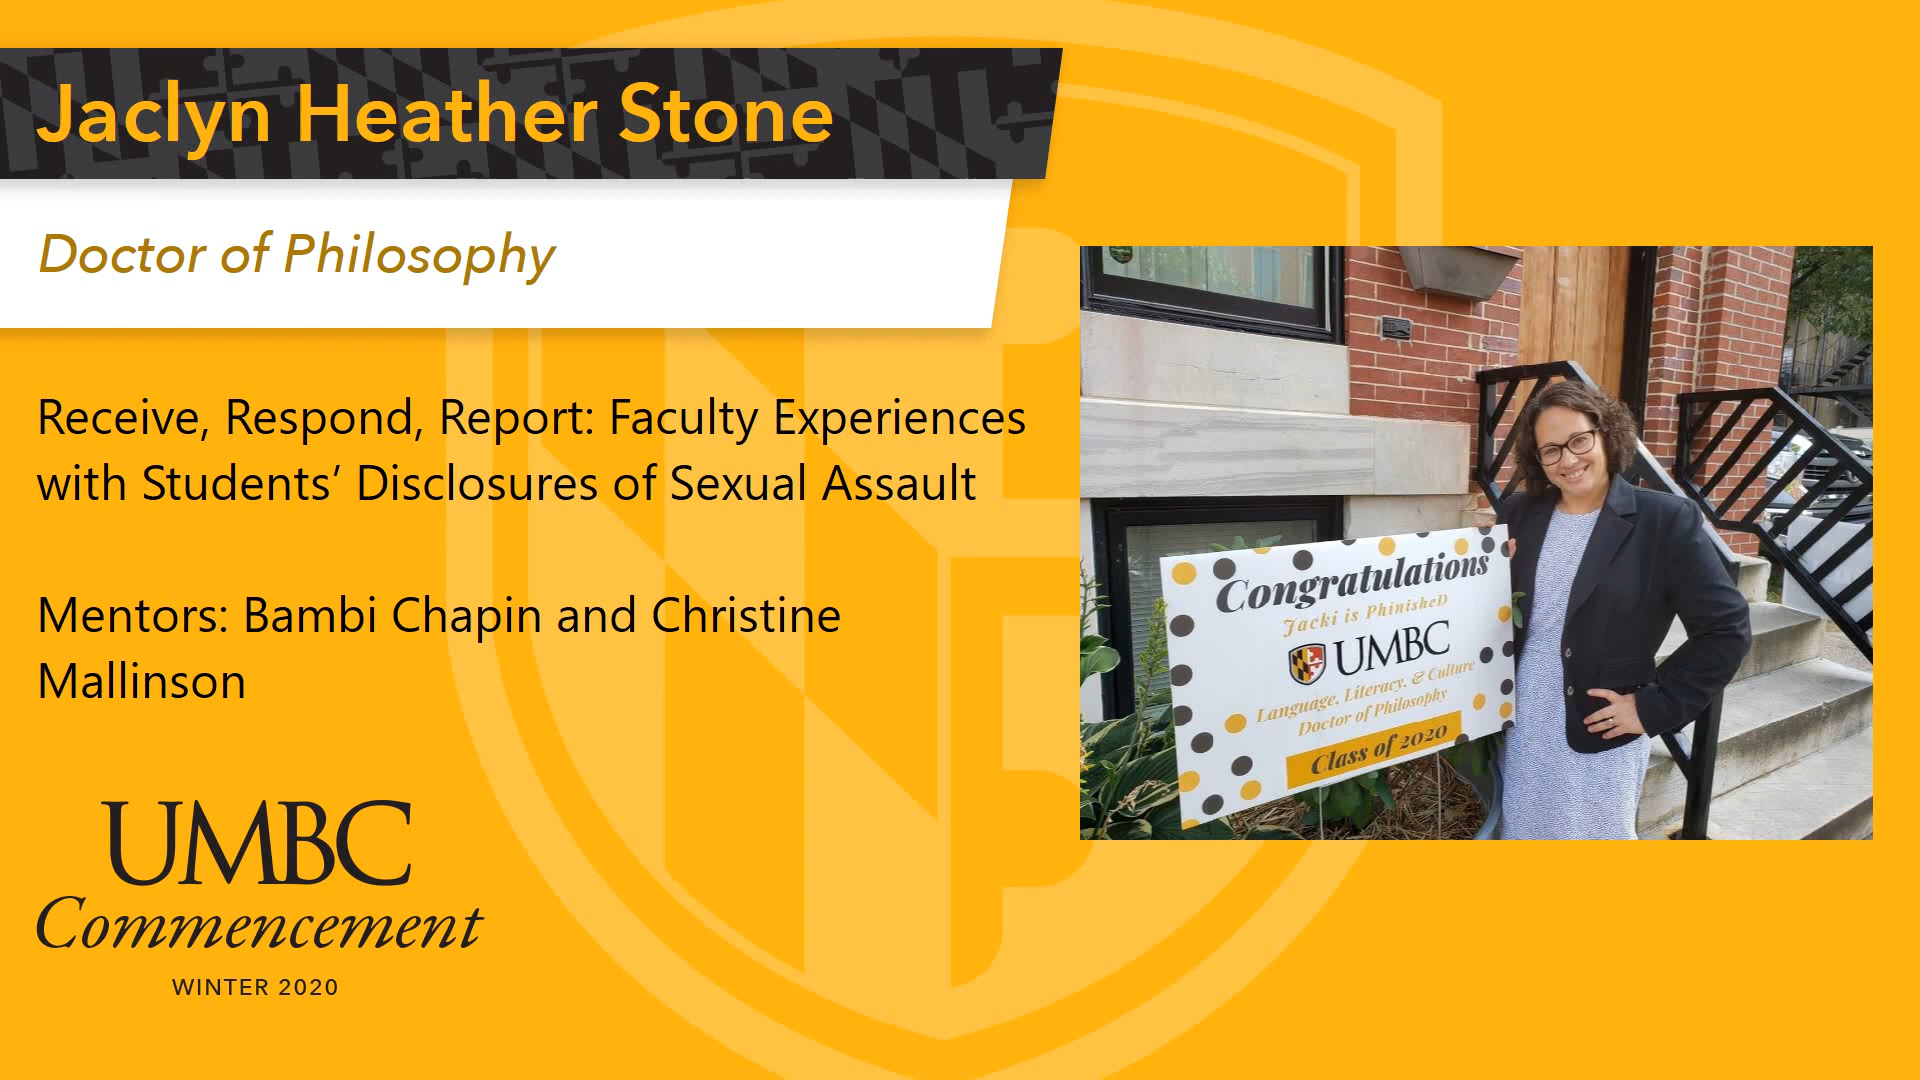 Jaclyn Heather Stone
Doctor of Philosophy
Receive, Respond, Report: Faculty Experiences
with Students’ Disclosures of Sexual Assault
Mentors: Bambi Chapin and Christine
Mallinson
UMBC
Commencement
WINTER 2020
Congratulations
Jacki is PhinisheD
UMBC
Language, Literacy, & Culture
Doctor of Philosophy
Class of 2020